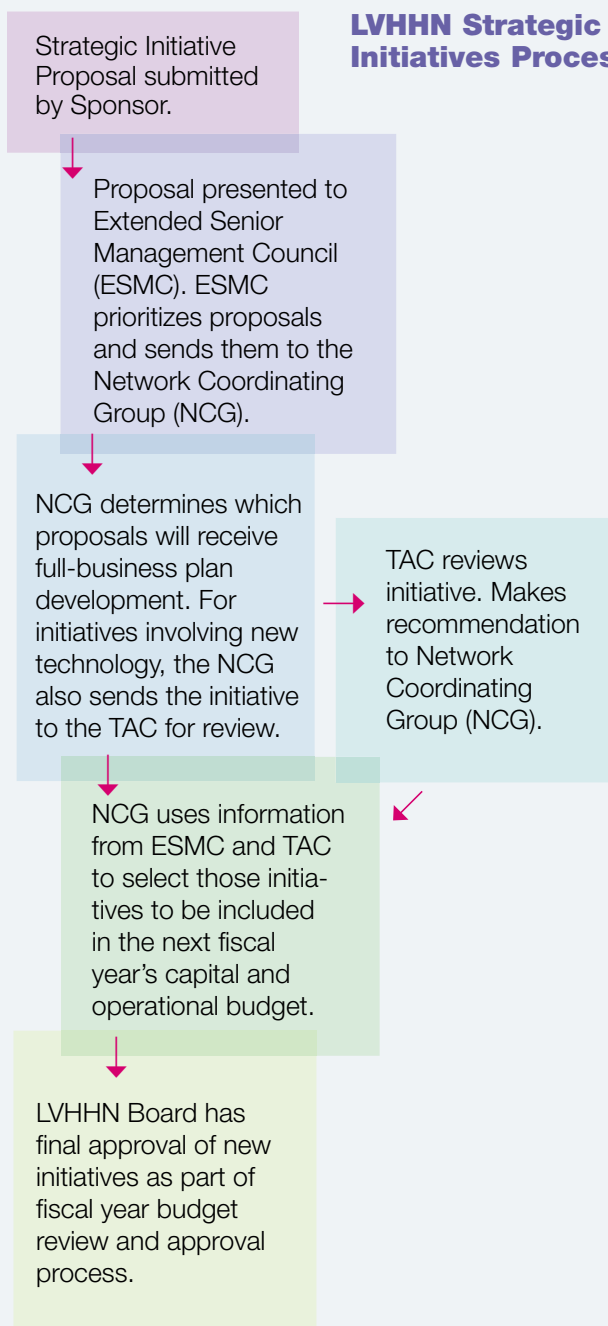 LVHHN Strategic
Initiatives Proces
Strategic Initiative
Proposal submitted
by Sponsor.
Proposal presented to
Extended Senior
Management Council
(ESMC). ESMC
prioritizes proposals
and sends them to the
Network Coordinating
Group (NCG).
NCG determines which
proposals will receive
full-business plan
development. For
initiatives involving new
technology, the NCG
also sends the initiative
to the TAC for review.
TAC reviews
initiative. Makes
recommendation
to Network
Coordinating
Group (NCG).
NCG uses information
from ESMC and TAC
to select those initia-
tives to be included
in the next fiscal
year’s capital and
operational budget.
LVHHN Board has
final approval of new
initiatives as part of
fiscal year budget
review and approval
process.